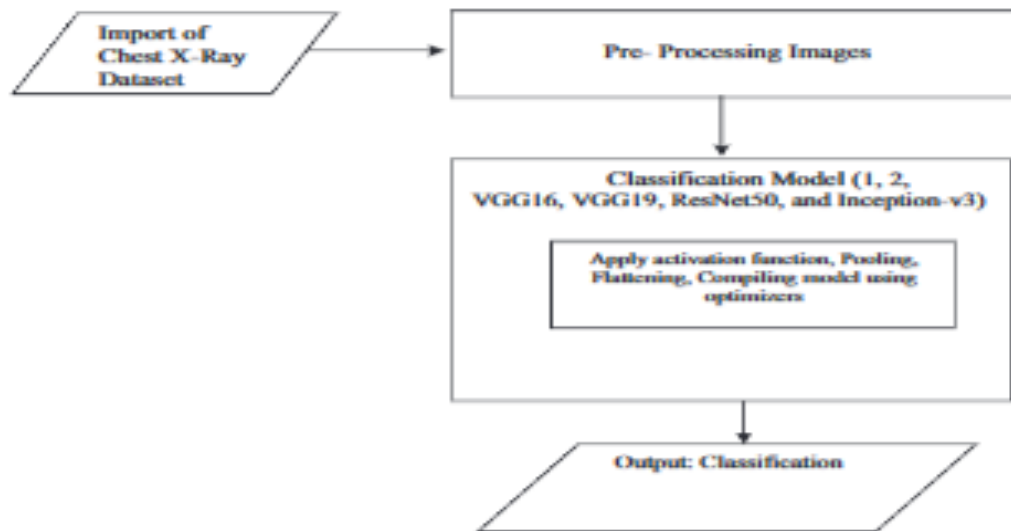 Import of
Chest X-Ray
Dataset
Pre- Processing Images
Classification Model (1, 2,
VGG16, VGG19, ResNet50, and Inception-v3)
Apply activation function, Pooling,
Flattening, Compiling model using
optimizers
Output: Classification